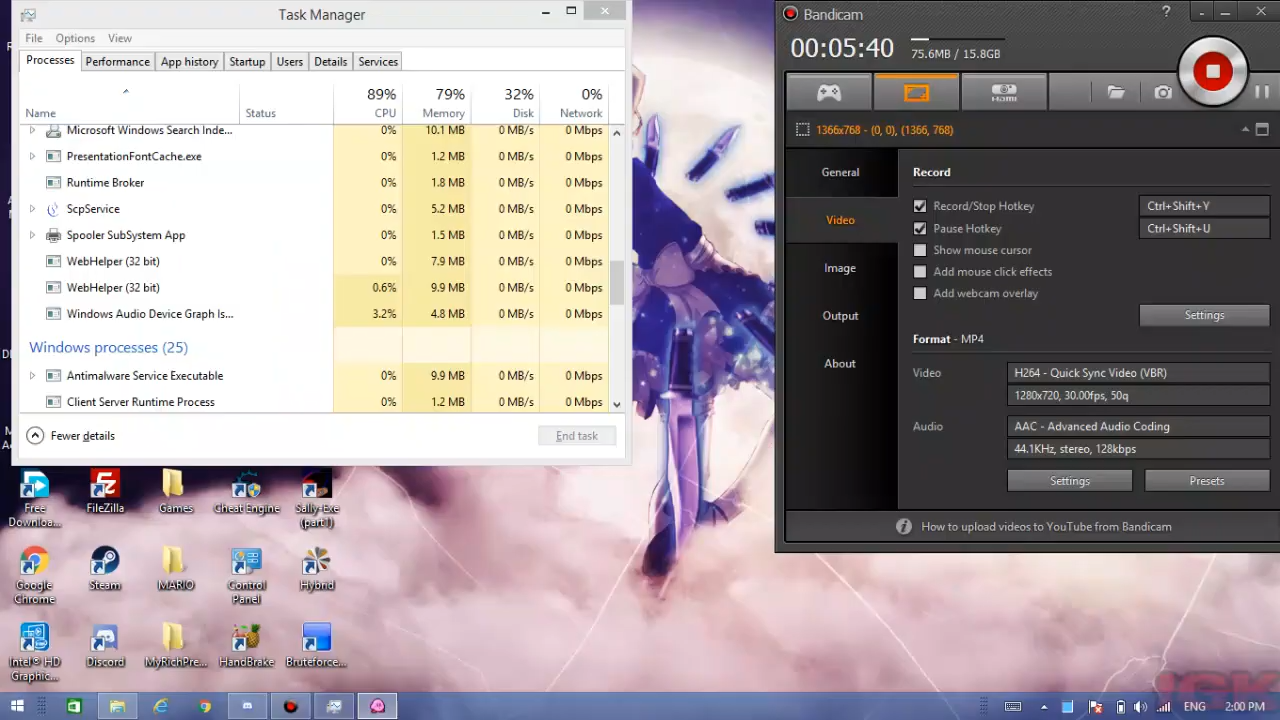 Task Manager
File Options View
Processes Performance App history Startup Users Details Services
89% 79% 32% 0%
Name Status CPU Memory Disk Network
Microsoft Windows Search Inde... 0% 10.1 MB 0 MB/s 0 Mbps
PresentationFontCache.exe 0% 1.2 MB 0 MB/s 0 Mbps
Runtime Broker 0% 1.8 MB 0 MB/s 0 Mbps
ScpService 0% 5.2 MB 0 MB/s 0 Mbps
Spooler SubSystem App 0% 1.5 MB 0 MB/s 0 Mbps
WebHelper (32 bit) 0% 7.9 MB 0 MB/s 0 Mbps
WebHelper (32 bit) 0.6% 9.9 MB 0 MB/s 0 Mbps
Windows Audio Device Graph Is... 3.2% 4.8 MB 0 MB/s 0 Mbps
Windows processes (25)
Antimalware Service Executable 0% 9.9 MB 0 MB/s 0 Mbps
Client Server Runtime Process 0% 1.2 MB 0 MB/s 0 Mbps
Fewer details End task
Bandicam ?
00:05:40 75.6MB / 15.8GB
HDMI
1366x768 - (0, 0), (1366, 768)
General
Video
Image
Output
About
Record
Record/Stop Hotkey Ctrl+Shift+Y
Pause Hotkey Ctrl+Shift+U
Show mouse cursor
Add mouse click effects
Add webcam overlay
Settings
Format - MP4
Video H264 - Quick Sync Video (VBR)
1280x720, 30.00fps, 50q
Audio AAC - Advanced Audio Coding
44.1KHz, stereo, 128kbps
Settings Presets
How to upload videos to YouTube from Bandicam
Free Downloa...
FileZilla
Games
Cheat Engine
Sally-Exe (part1)
Google Chrome
Steam
MARIO
Control Panel
Hybrid
Intel® HD Graphic...
Discord
MyRichPre...
HandBrake
Bruteforce...
ENG 2:00 PM